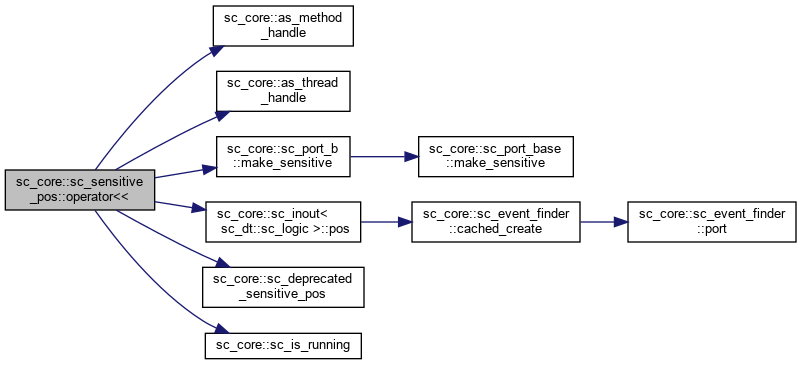 sc_core::as_method
_handle
sc_core::as_thread
_handle
sc_core::sc_port_b
::make_sensitive
sc_core::sc_port_base
::make_sensitive
sc_core::sc_sensitive
_pos::operator<<
sc_core::sc_inout<
sc_dt::sc_logic >::pos
sc_core::sc_event_finder
::cached_create
sc_core::sc_event_finder
::port
sc_core::sc_deprecated
_sensitive_pos
sc_core::sc_is_running